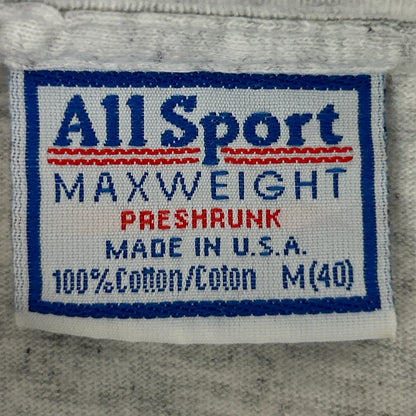 All Sport
MAXWEIGHT
PRESHRUNK
MADE IN U.S.A.
100% Cotton/Coton M(40)